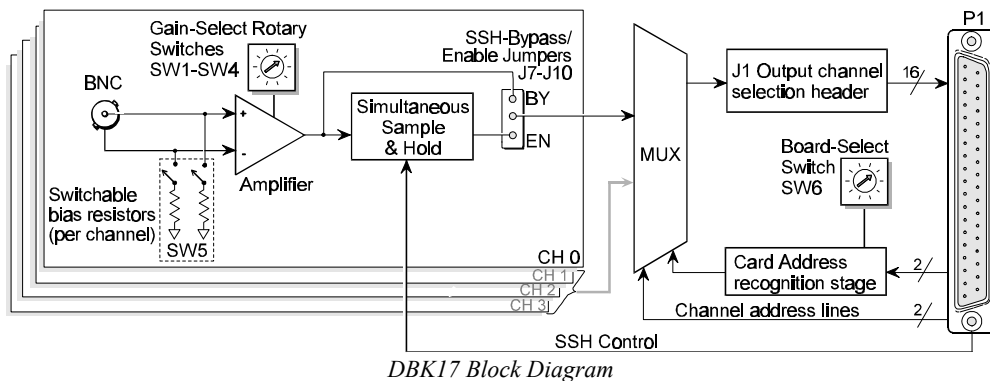 Gain-Select Rotary
Switches
SW1-SW4
SSH-Bypass/
Enable Jumpers
J7-J10
P1
BNC
+
-
Amplifier
Simultaneous
Sample
& Hold
BY
EN
MUX
J1 Output channel
selection header
16
Board-Select
Switch
SW6
Switchable
bias resistors
(per channel)
SW5
CH 0
CH 1
CH 2
CH 3
Card Address
recognition stage
2
Channel address lines
2
SSH Control
DBK17 Block Diagram